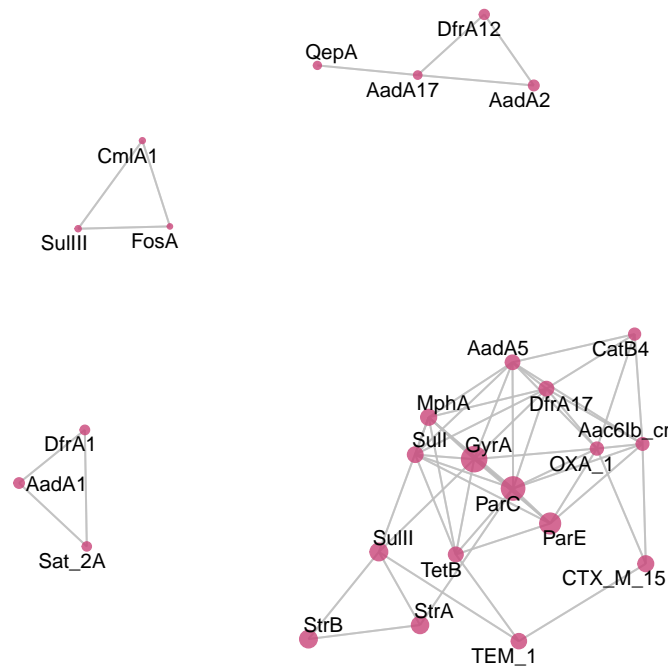 DfrA12
QepA
AadA17
AadA2
CmlA1
SulIII
FosA
AadA5
CatB4
MphA
DfrA17
DfrA1
SulI
GyrA
Aac6Ib_cr
OXA_1
AadA1
ParC
SulII
ParE
Sat_2A
TetB
CTX_M_15
StrB
StrA
TEM_1